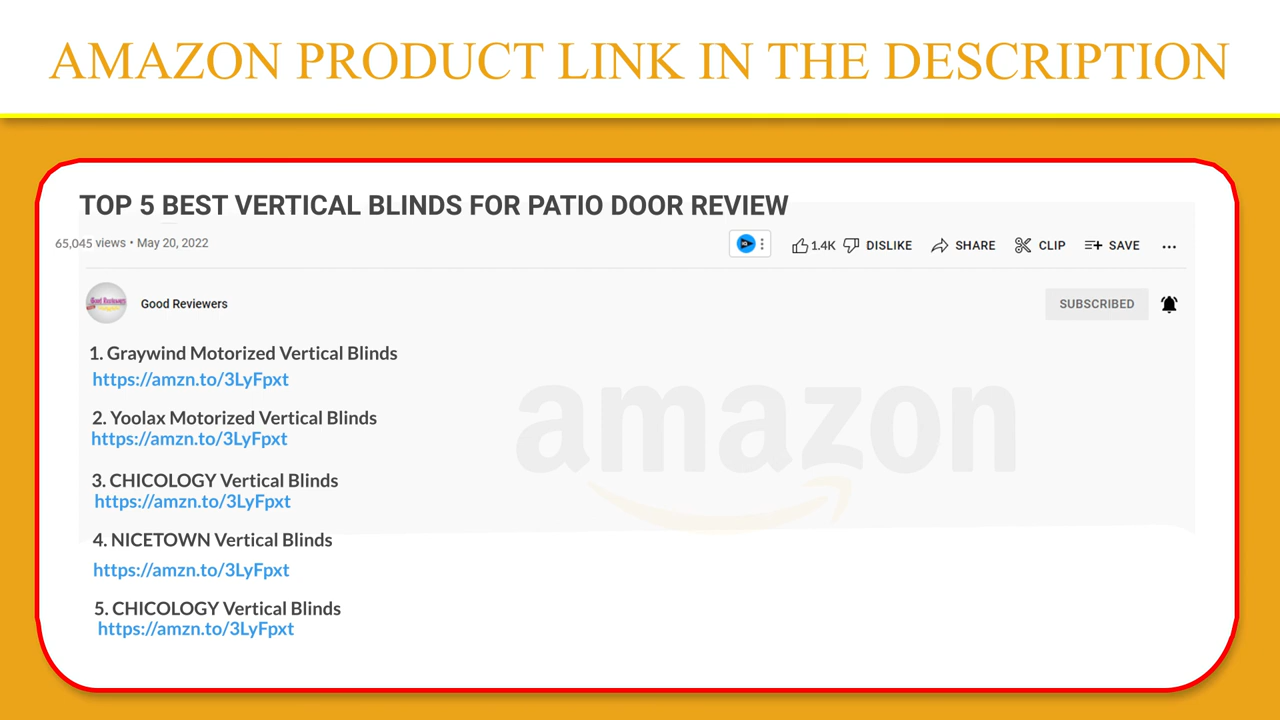 AMAZON PRODUCT LINK IN THE DESCRIPTION
TOP 5 BEST VERTICAL BLINDS FOR PATIO DOOR REVIEW
65,045 views • May 20, 2022
1.4K DISLIKE SHARE CLIP SAVE ...
Good Reviewers
Good Reviewers SUBSCRIBED
1. Graywind Motorized Vertical Blinds
https://amzn.to/3LyFpxt
2. Yoolax Motorized Vertical Blinds
https://amzn.to/3LyFpxt
3. CHICOLOGY Vertical Blinds
https://amzn.to/3LyFpxt
4. NICETOWN Vertical Blinds
https://amzn.to/3LyFpxt
5. CHICOLOGY Vertical Blinds
https://amzn.to/3LyFpxt
amazon